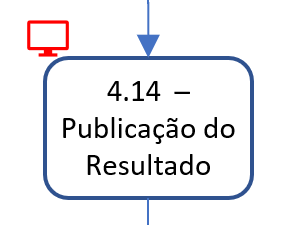 4.14 –
Publicação do
Resultado